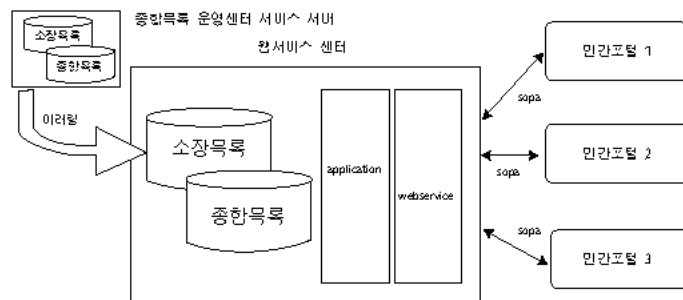 종합목록 운영센터 서비스 서버
소장목록
종합목록
웹서비스 센터
이러링
소장목록
종합목록
application
webservice
sopa
sopa
sopa
민간포털 1
민간포털 2
민간포털 3